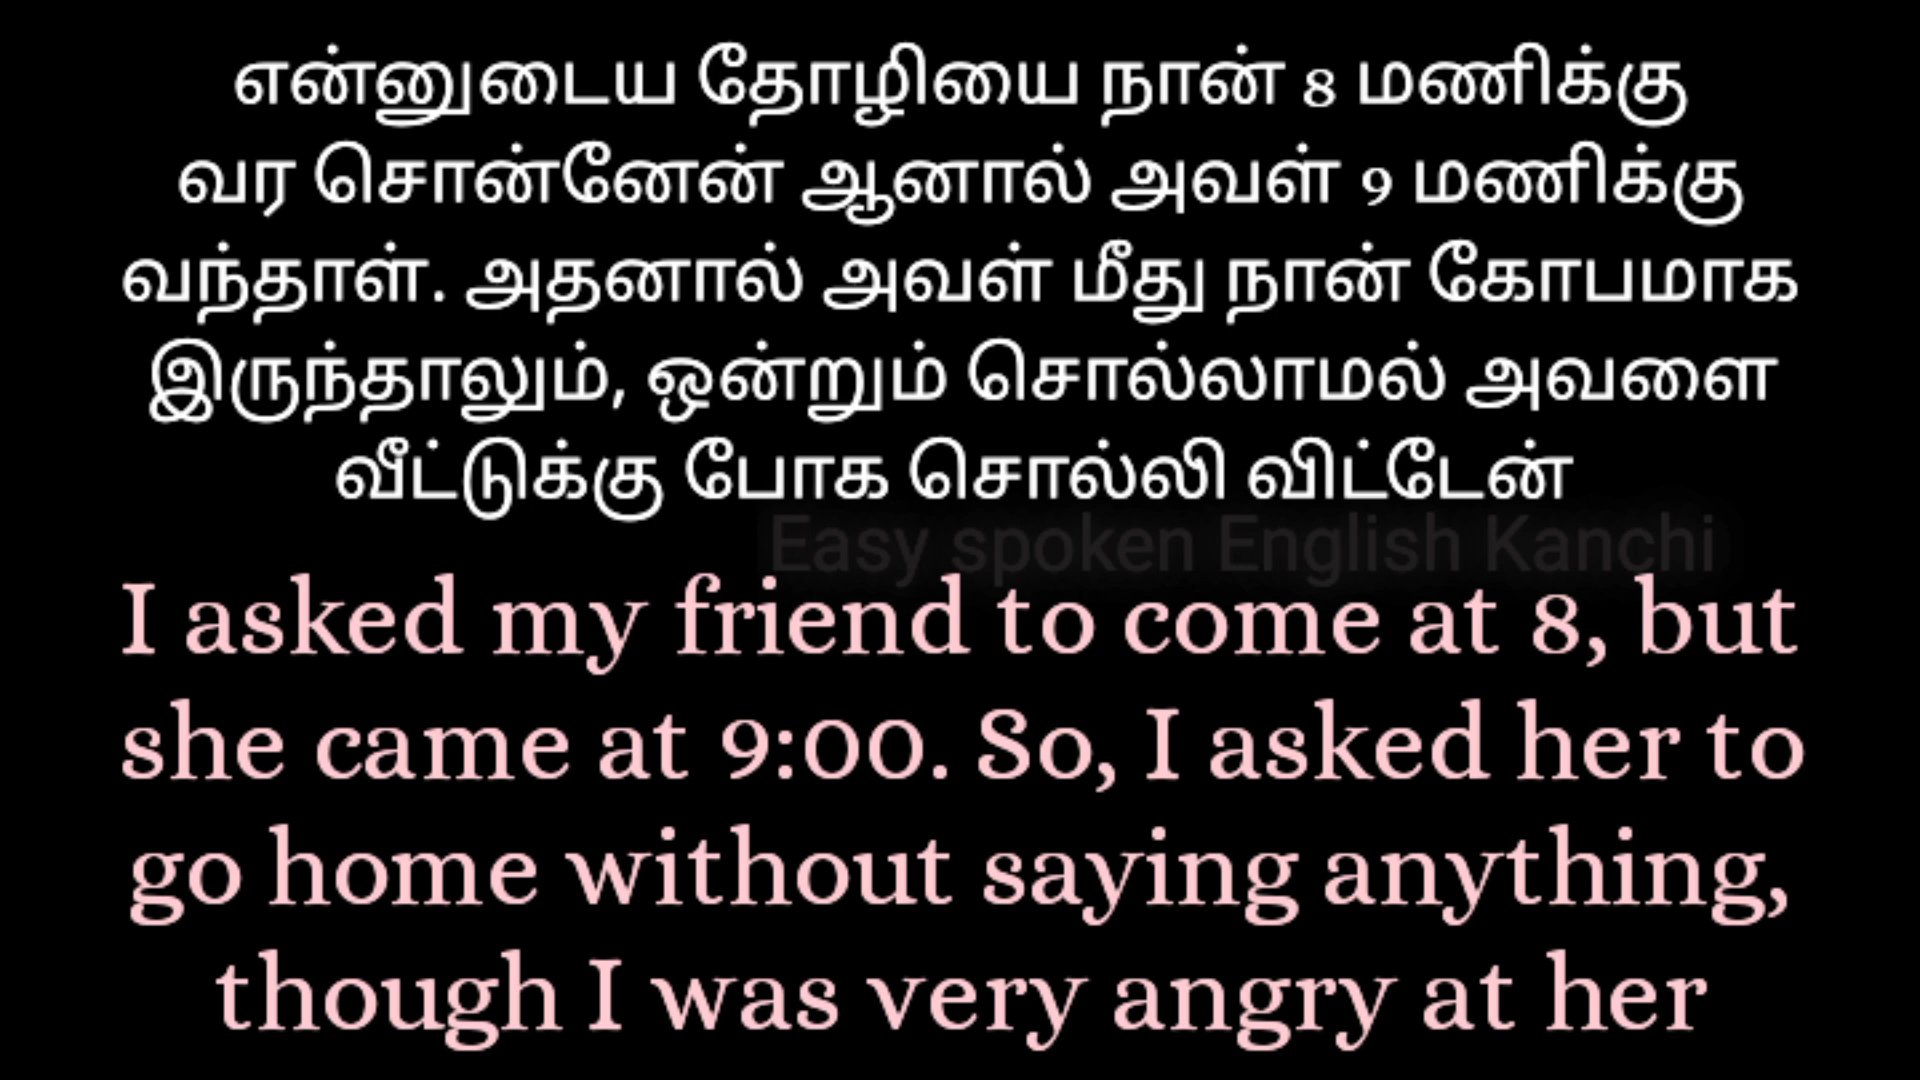 என்னுடைய தோழியை நான் 8 மணிக்கு
வர சொன்னேன் ஆனால் அவள் 9 மணிக்கு
வந்தாள். அதனால் அவள் மீது நான் கோபமாக
இருந்தாலும், ஒன்றும் சொல்லாமல் அவளை
வீட்டுக்கு போக சொல்லி விட்டேன்
Easy spoken English Kanchi
I asked my friend to come at 8, but
she came at 9:00. So, I asked her to
go home without saying anything,
though I was very angry at her